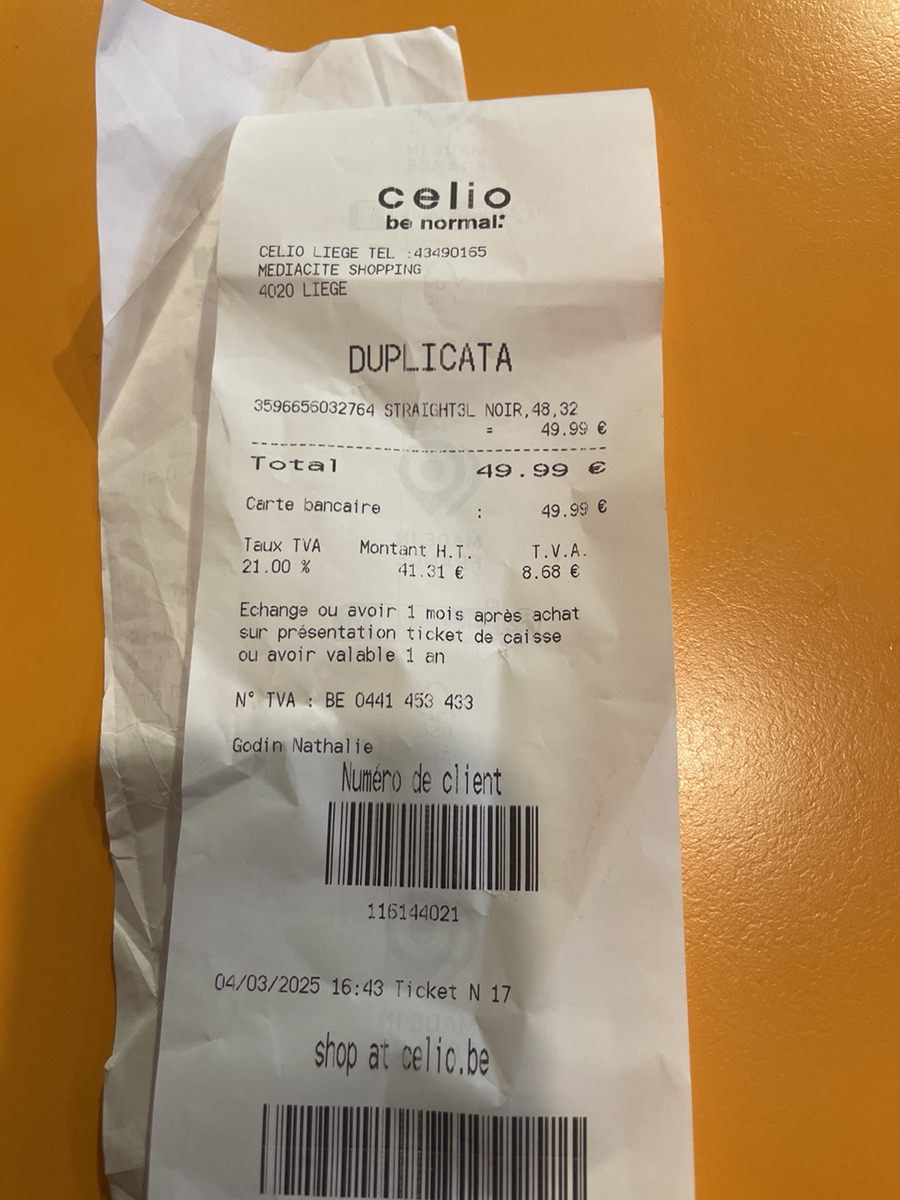 celio
be normal:
CELIO LIEGE TEL :43490165
MEDIACITE SHOPPING
4020 LIEGE
DUPLICATA
3596656032764 STRAIGHT3L NOIR,48,32
= 49.99 €
Total 49.99 €
Carte bancaire : 49.99 €
Taux TVA Montant H.T. T.V.A.
21.00 % 41.31 € 8.68 €
Echange ou avoir 1 mois après achat
sur présentation ticket de caisse
ou avoir valable 1 an
N° TVA : BE 0441 453 433
Godin Nathalie
Numéro de client
116144021
04/03/2025 16:43 Ticket N 17
shop at celio.be